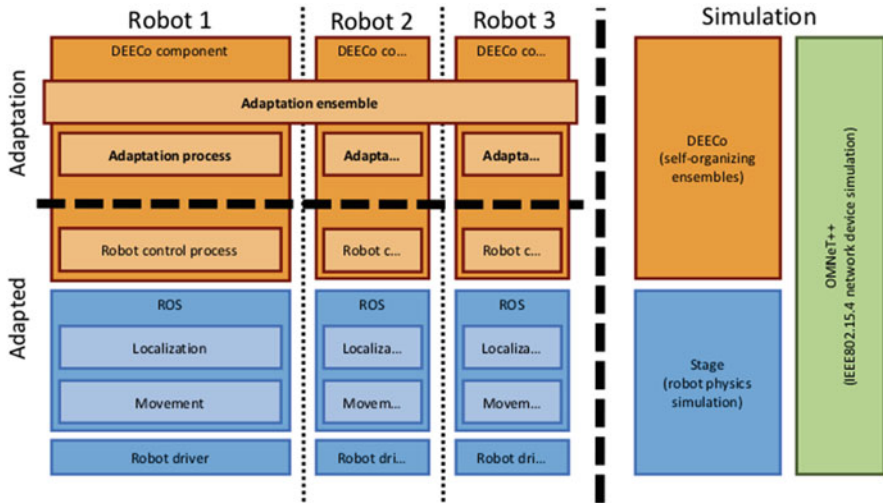 Robot 1
Robot 2
Robot 3
Simulation
Adaptation
Adapted
DEECo component
DEECo co...
DEECo co...
Adaptation ensemble
Adaptation process
Adapta...
Adapta...
Robot control process
Robot c...
Robot c...
ROS
ROS
ROS
Localization
Localiza...
Localiza...
Movement
Movem...
Movem...
Robot driver
Robot dri...
Robot dri...
DEECo
(self-organizing
ensembles)
Stage
(robot physics
simulation)
OMNeT++
(IEEE802.15.4 network device simulation)